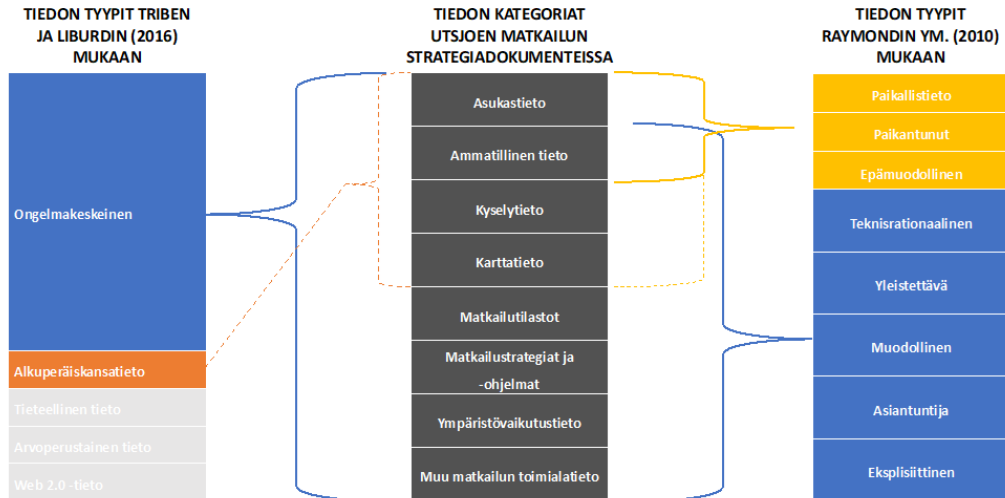 TIEDON TYYPIT TRIBEN
JA LIBURDIN (2016)
MUKAAN
Ongelmakeskeinen
Alkuperäiskansatieto
Tieteellinen tieto
Arvoperustainen tieto
Web 2.0 -tieto
TIEDON KATEGORIAT
UTSJOEN MATKAILUN
STRATEGIADOKUMENTEISSA
Asukastieto
Ammatillinen tieto
Kyselytieto
Karttatieto
Matkailutilastot
Matkailustrategiat ja
-ohjelmat
Ympäristövaikutustieto
Muu matkailun toimialatieto
TIEDON TYYPIT
RAYMONDIN YM. (2010)
MUKAAN
Paikallistieto
Paikantunut
Epämuodollinen
Teknisrationaalinen
Yleistettävä
Muodollinen
Asiantuntija
Eksplisiittinen